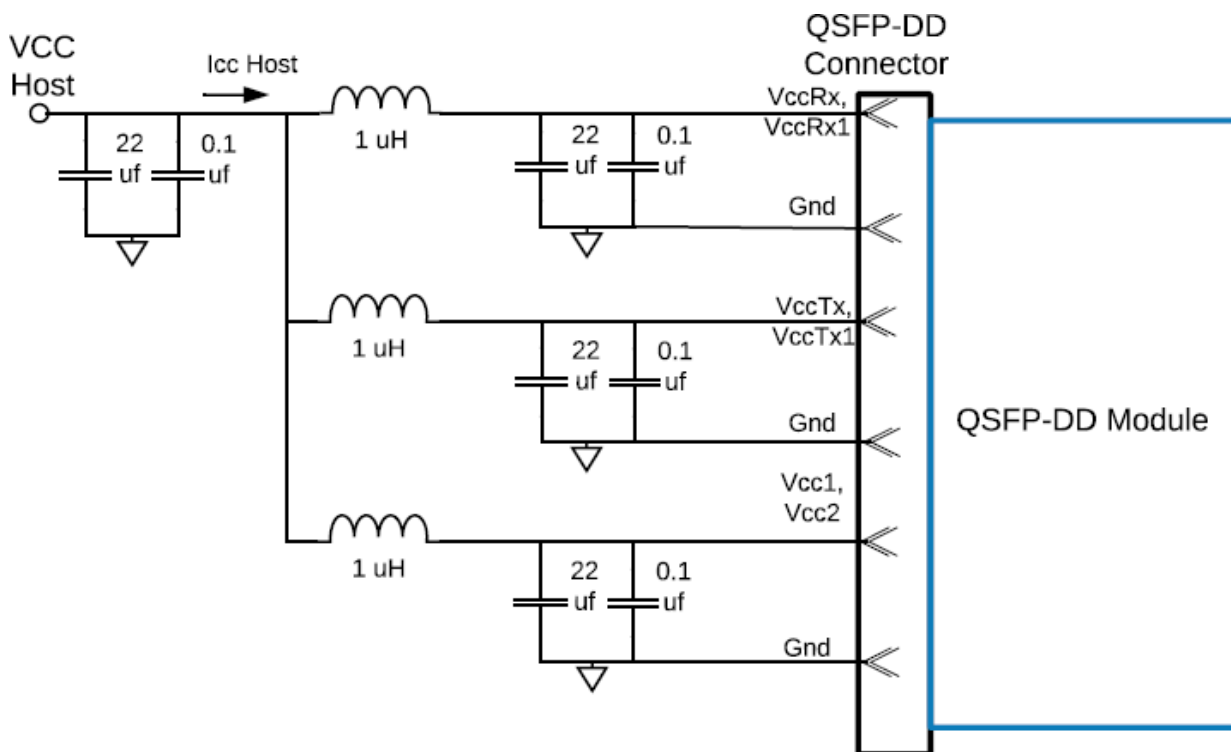 QSFP-DD
Connector
VCC
Host
Icc Host
VccRx,
VccRx1
22
uf
0.1
uf
1 uH
22
uf
0.1
uf
Gnd
VccTx,
VccTx1
1 uH
22
uf
0.1
uf
Gnd
QSFP-DD Module
Vcc1,
Vcc2
1 uH
22
uf
0.1
uf
Gnd